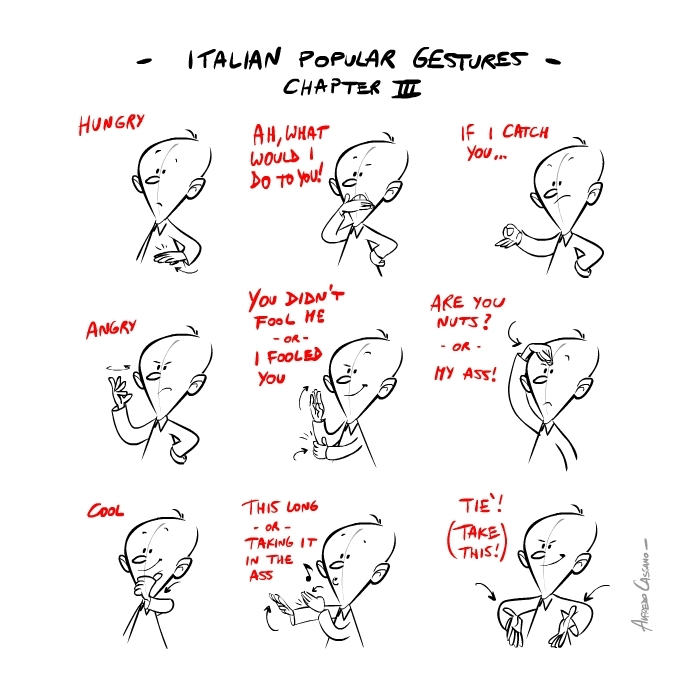 - ITALIAN POPULAR GESTURES -
CHAPTER III
HUNGRY
AH, WHAT
WOULD I
DO TO YOU!
IF I CATCH
YOU...
ANGRY
YOU DIDN'T
FOOL ME
- OR -
I FOOLED
YOU
ARE YOU
NUTS?
- OR -
MY ASS!
COOL
THIS LONG
- OR -
TAKING IT
IN THE
ASS
TIE'!
(TAKE
THIS!)
ALFREDO CASSANO -